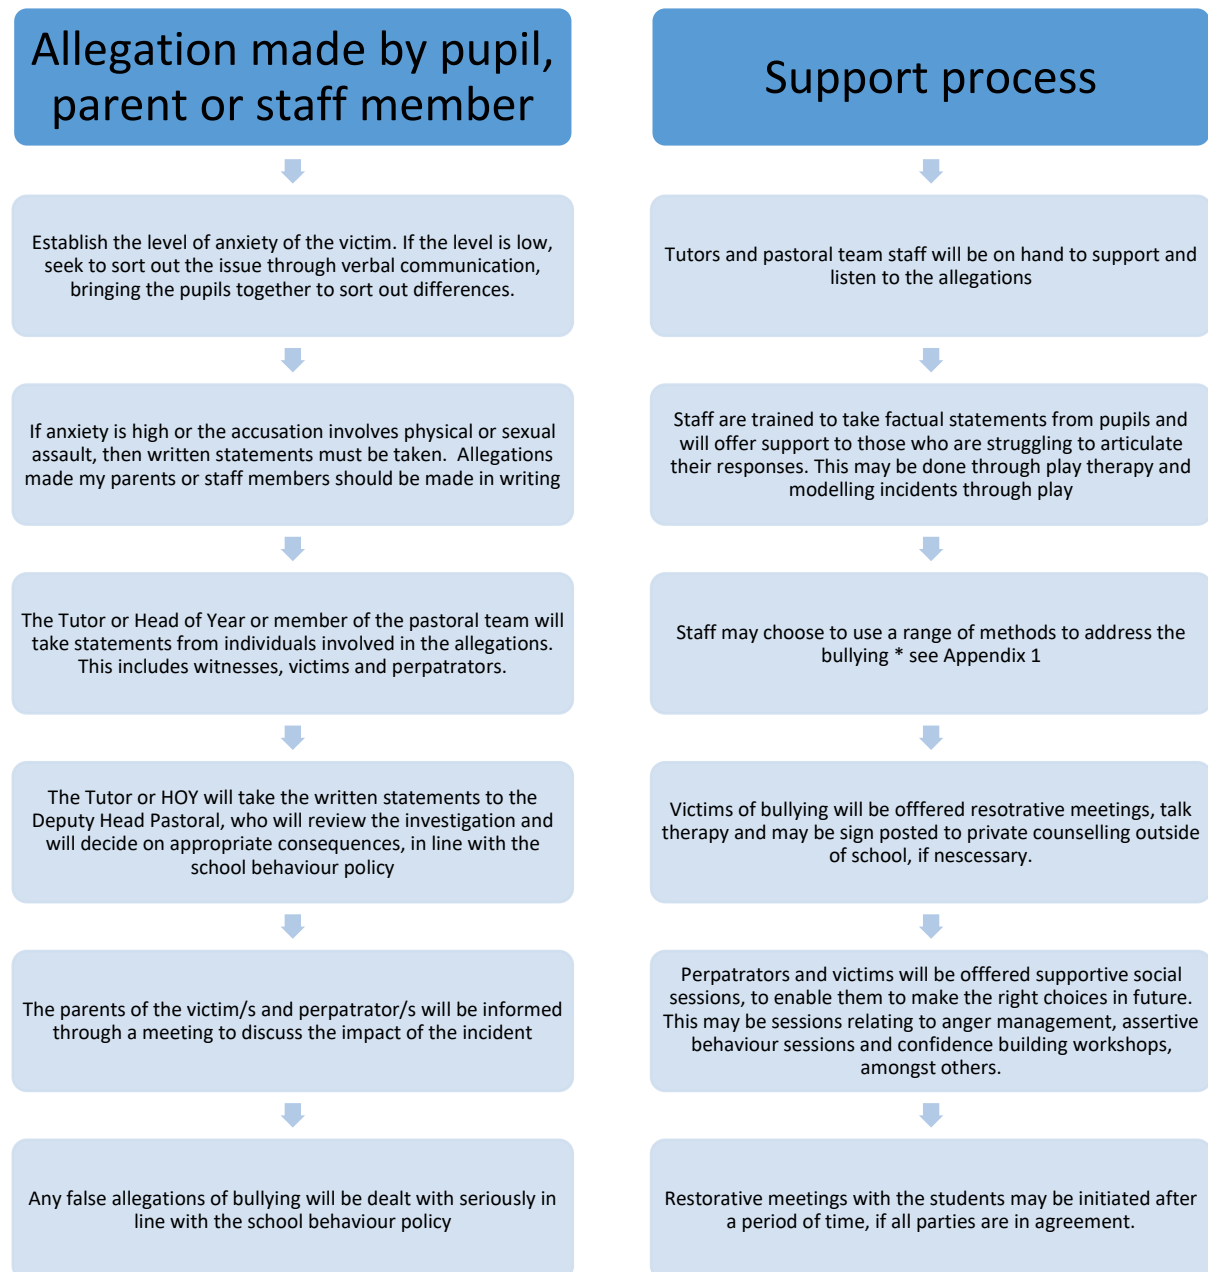 Allegation made by pupil,
parent or staff member
Establish the level of anxiety of the victim. If the level is low,
seek to sort out the issue through verbal communication,
bringing the pupils together to sort out differences.
If anxiety is high or the accusation involves physical or sexual
assault, then written statements must be taken.  Allegations
made my parents or staff members should be made in writing
The Tutor or Head of Year or member of the pastoral team will
take statements from individuals involved in the allegations.
This includes witnesses, victims and perpatrators.
The Tutor or HOY will take the written statements to the
Deputy Head Pastoral, who will review the investigation and
will decide on appropriate consequences, in line with the
school behaviour policy
The parents of the victim/s and perpatrator/s will be informed
through a meeting to discuss the impact of the incident
Any false allegations of bullying will be dealt with seriously in
line with the school behaviour policy
Support process
Tutors and pastoral team staff will be on hand to support and
listen to the allegations
Staff are trained to take factual statements from pupils and
will offer support to those who are struggling to articulate
their responses. This may be done through play therapy and
modelling incidents through play
Staff may choose to use a range of methods to address the
bullying * see Appendix 1
Victims of bullying will be offfered resotrative meetings, talk
therapy and may be sign posted to private counselling outside
of school, if nescessary.
Perpatrators and victims will be offfered supportive social
sessions, to enable them to make the right choices in future.
This may be sessions relating to anger management, assertive
behaviour sessions and confidence building workshops,
amongst others.
Restorative meetings with the students may be initiated after
a period of time, if all parties are in agreement.